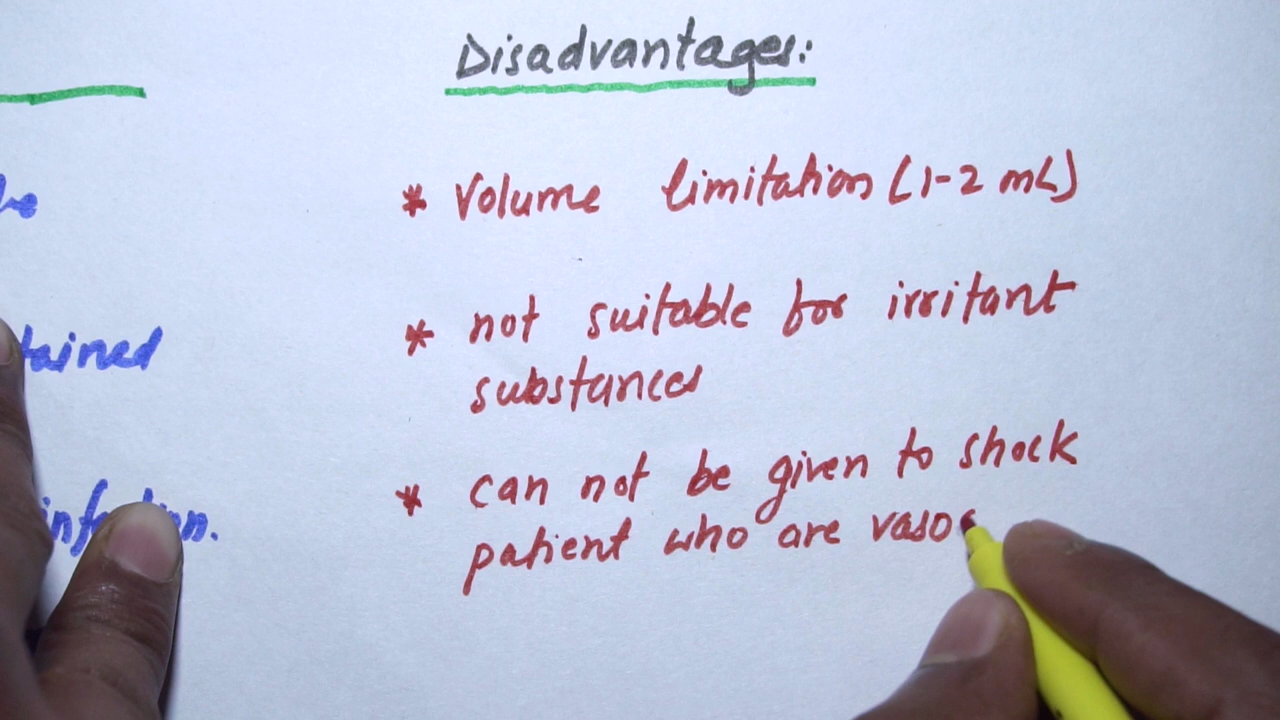 Disadvantages:
* Volume limitation (1-2 mL)
* not suitable for irritant
substances
tained
* can not be given to shock
patient who are vaso